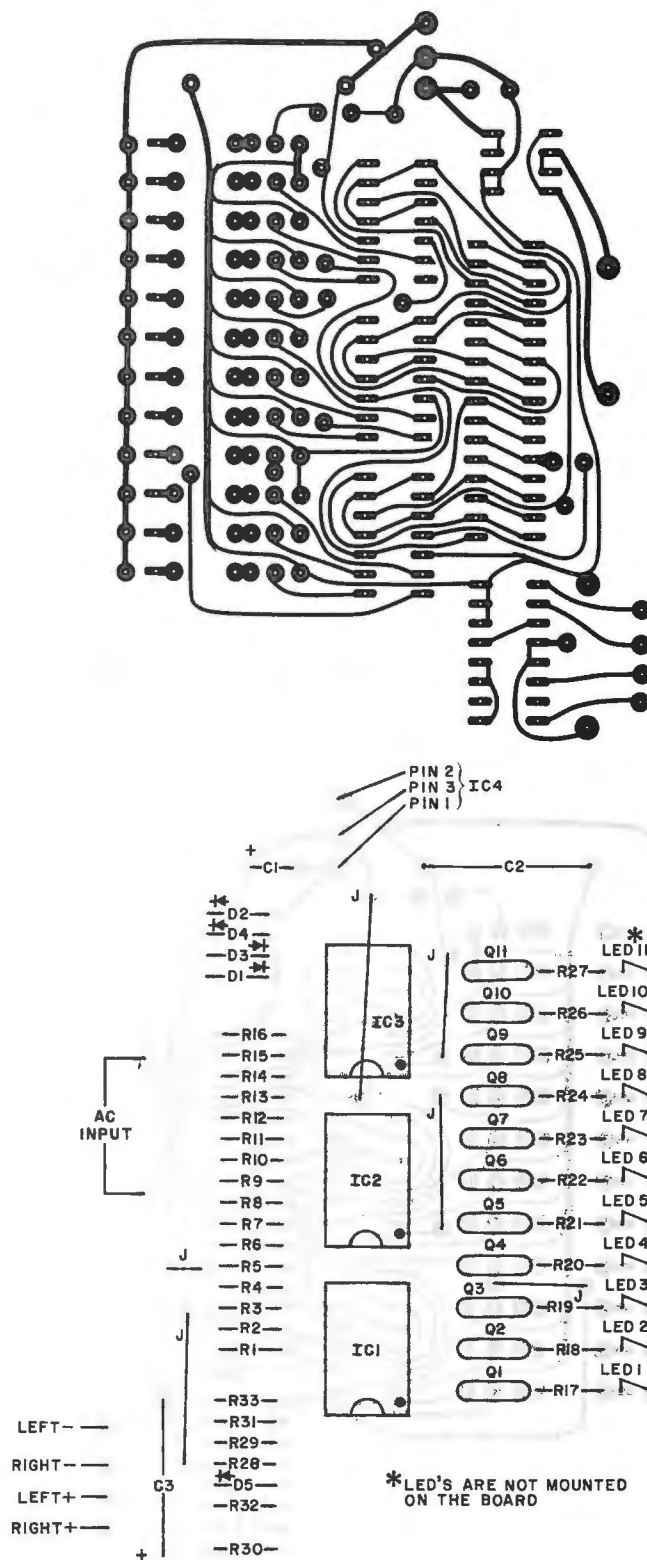 PIN 2
PIN 3
PIN 1
IC4
+
C1
C2
J
D2
D4
D3
D1
IC3
J
Q11
R27
*
LED 11
Q10
R26
LED 10
Q9
R25
LED 9
Q8
R24
LED 8
Q7
R23
LED 7
Q6
R22
LED 6
Q5
R21
LED 5
Q4
R20
LED 4
Q3
R19
LED 3
Q2
R18
LED 2
Q1
R17
LED 1
R16
R15
R14
R13
R12
R11
R10
R9
R8
R7
R6
R5
R4
R3
R2
R1
AC
INPUT
IC2
J
J
J
J
IC1
R33
R31
R29
R28
D5
R32
R30
LEFT-
RIGHT-
LEFT+
RIGHT+
C3
+
*LED'S ARE NOT MOUNTED
ON THE BOARD